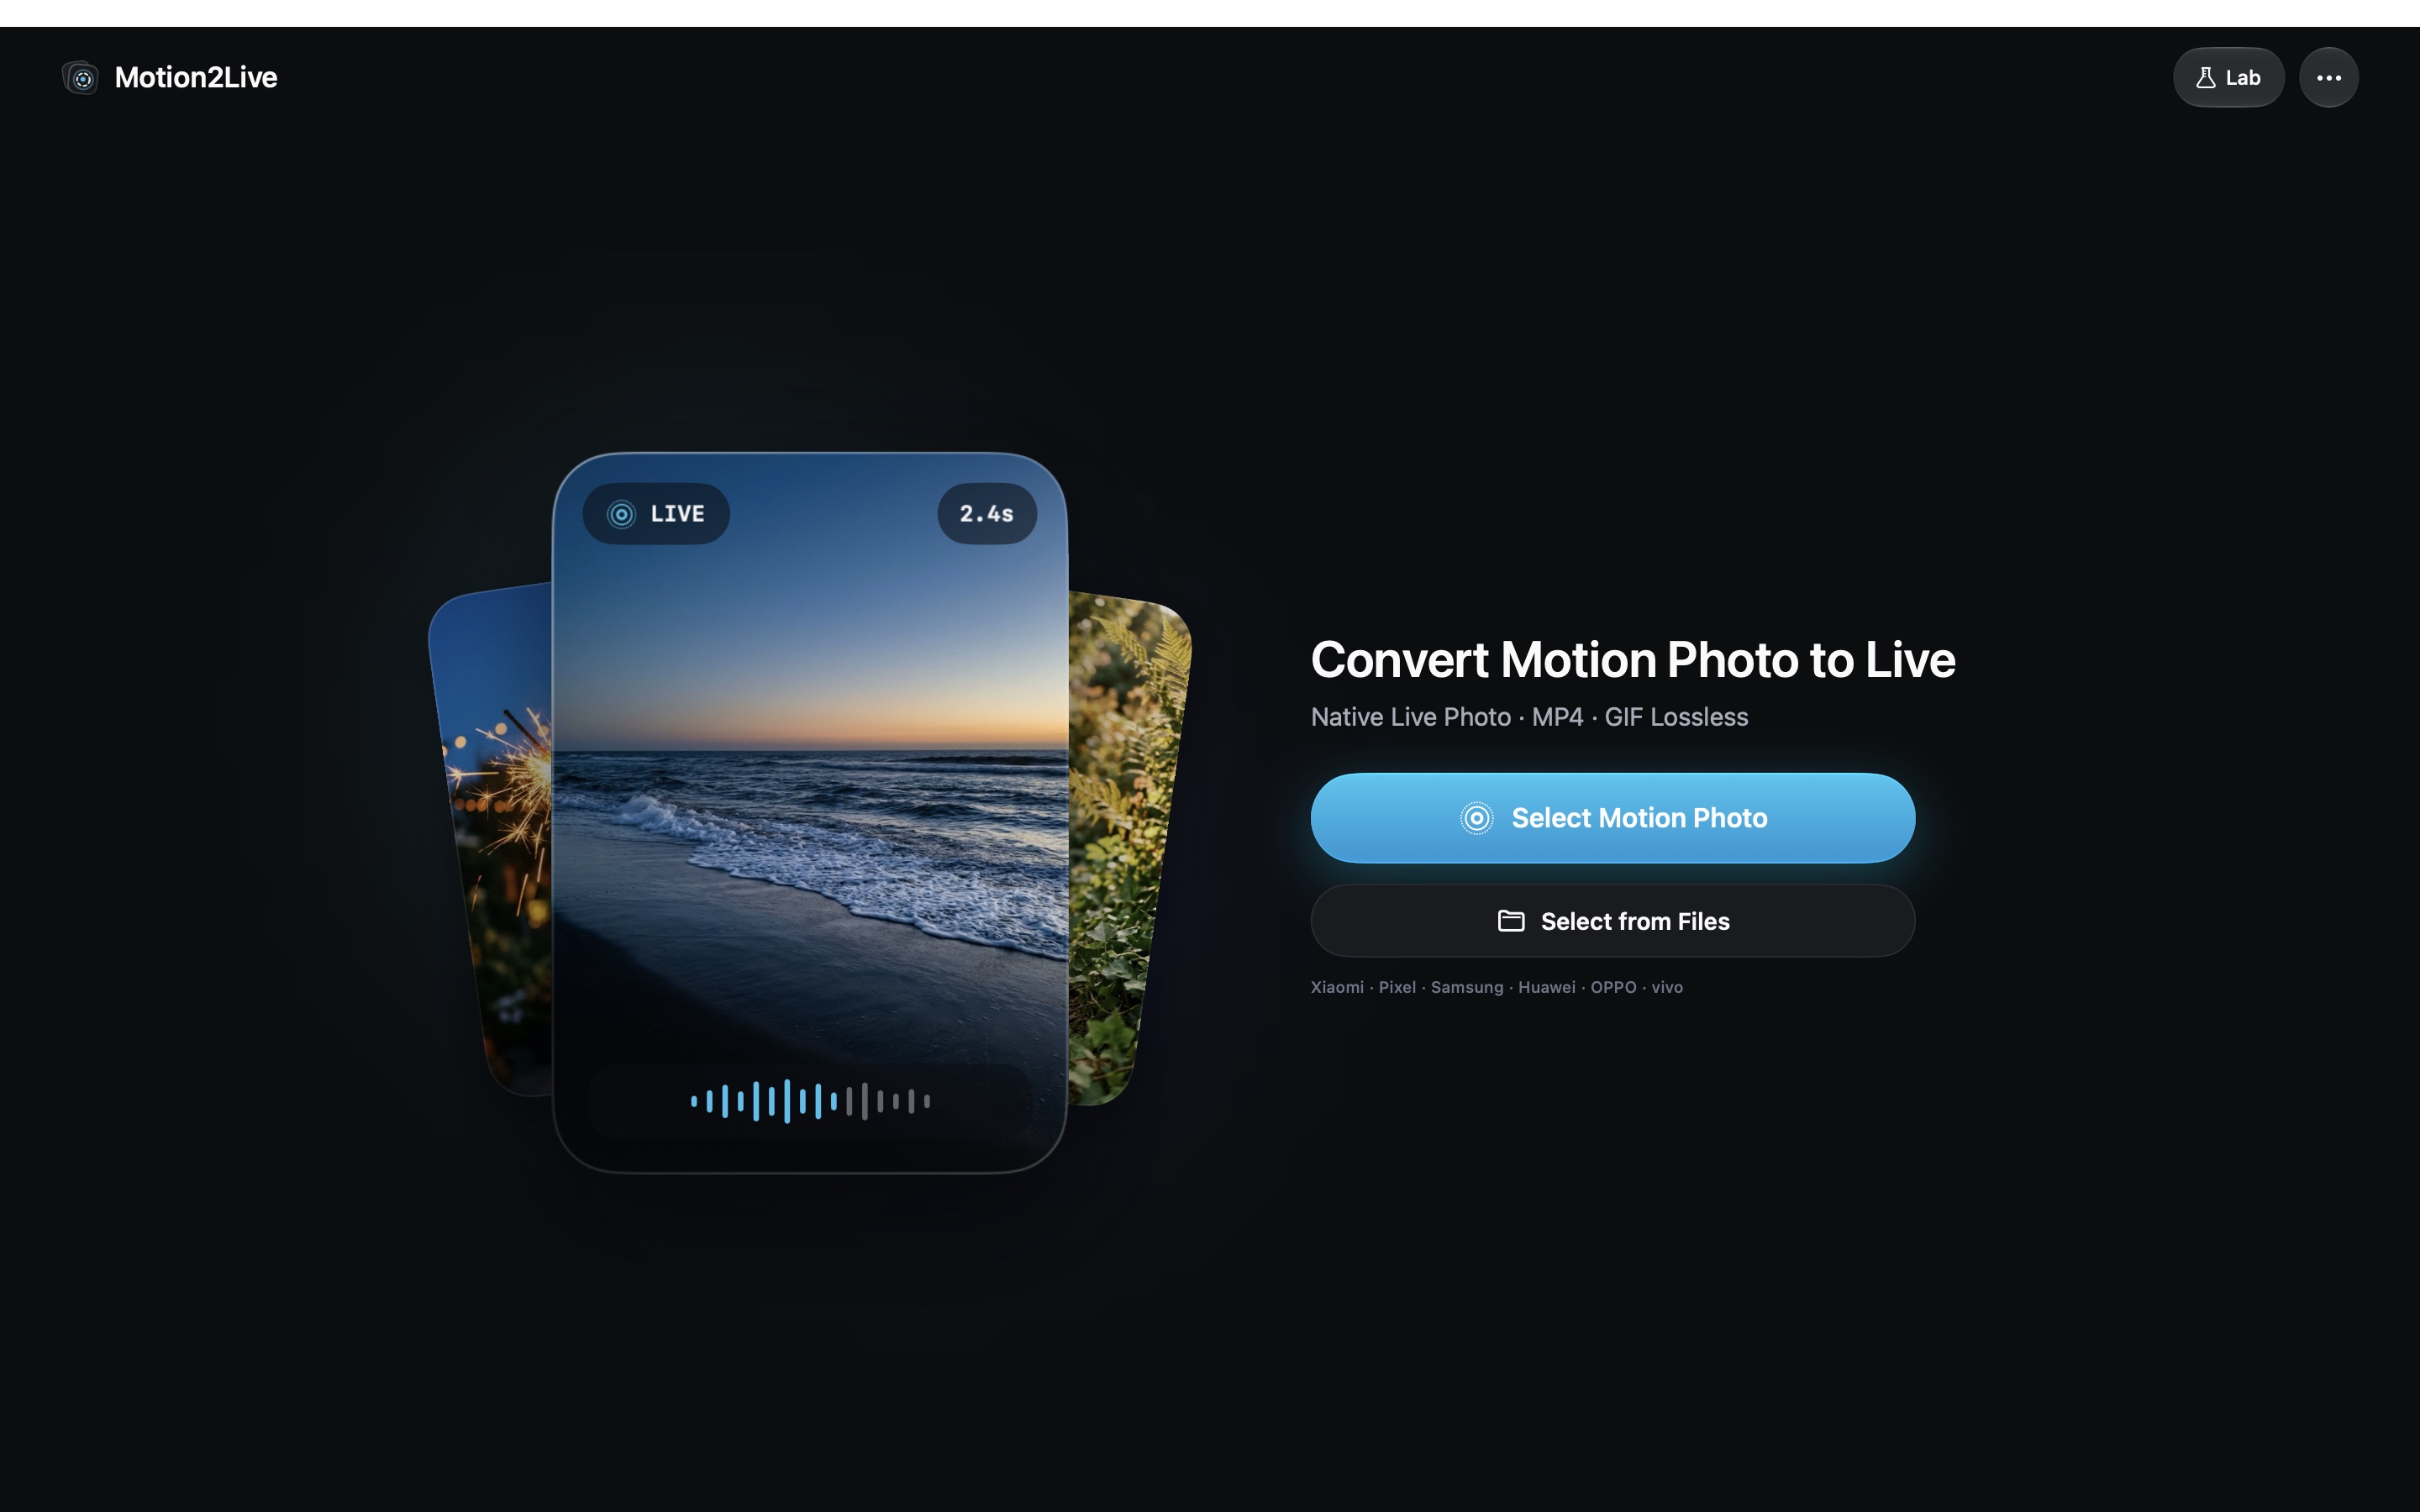 Motion2Live
Lab
LIVE
2.4s
Convert Motion Photo to Live
Native Live Photo · MP4 · GIF Lossless
Select Motion Photo
Select from Files
Xiaomi · Pixel · Samsung · Huawei · OPPO · vivo